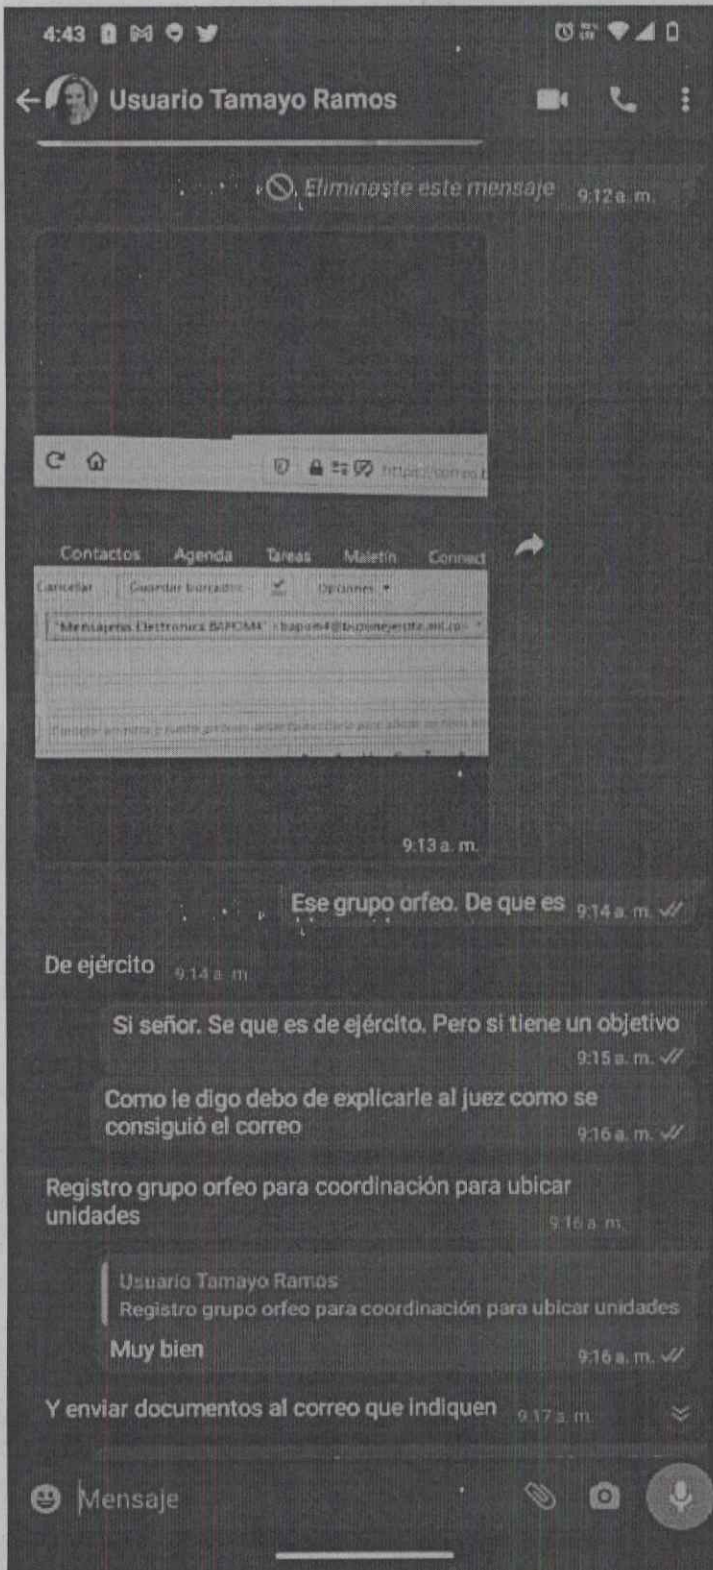 4:43
Usuario Tamayo Ramos
Eliminaste este mensaje 9:12 a. m.
Contactos Agenda Tareas Maletín Connect
Cancelar Guardar borrador Opciones
9:13 a. m.
Ese grupo orfeo. De que es 9:14 a. m.
De ejército 9:14 a. m.
Si señor. Se que es de ejército. Pero si tiene un objetivo
9:15 a. m.
Como le digo debo de explicarle al juez como se
consiguió el correo 9:16 a. m.
Registro grupo orfeo para coordinación para ubicar
unidades 9:16 a. m.
Usuario Tamayo Ramos
Registro grupo orfeo para coordinación para ubicar unidades
Muy bien 9:16 a. m.
Y enviar documentos al correo que indiquen 9:17 a. m.
Mensaje